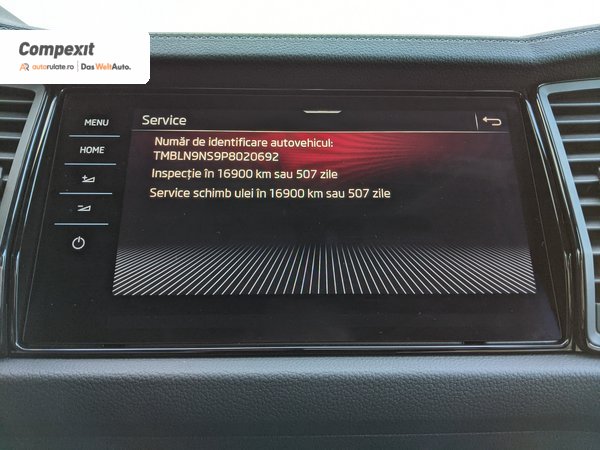 Compexit
AR autorulate.ro | Das WeltAuto.
MENU
Service
HOME
Număr de identificare autovehicul:
TMBLN9NS9P8020692
Inspecție în 16900 km sau 507 zile
Service schimb ulei în 16900 km sau 507 zile